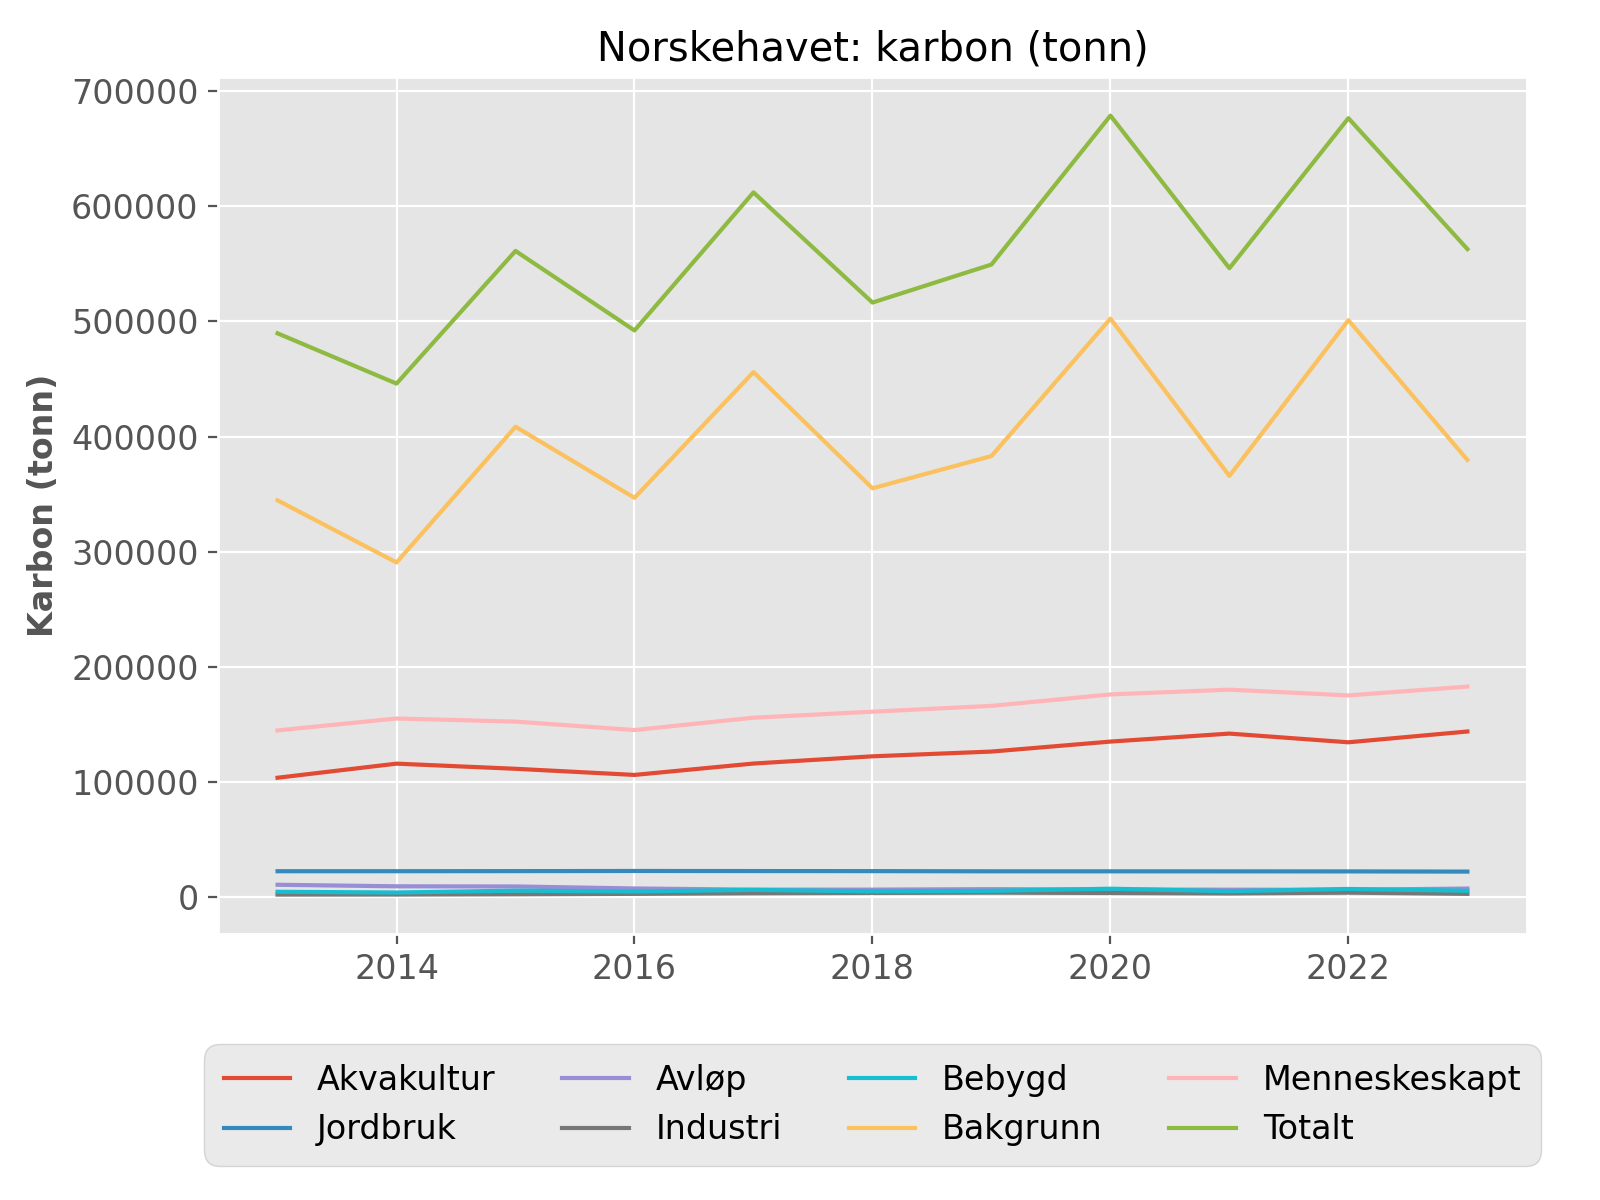 Norskehavet: karbon (tonn)
Karbon (tonn)
700000
600000
500000
400000
300000
200000
100000
0
2014 2016 2018 2020 2022
Akvakultur Avløp Bebygd Menneskeskapt
Jordbruk Industri Bakgrunn Totalt